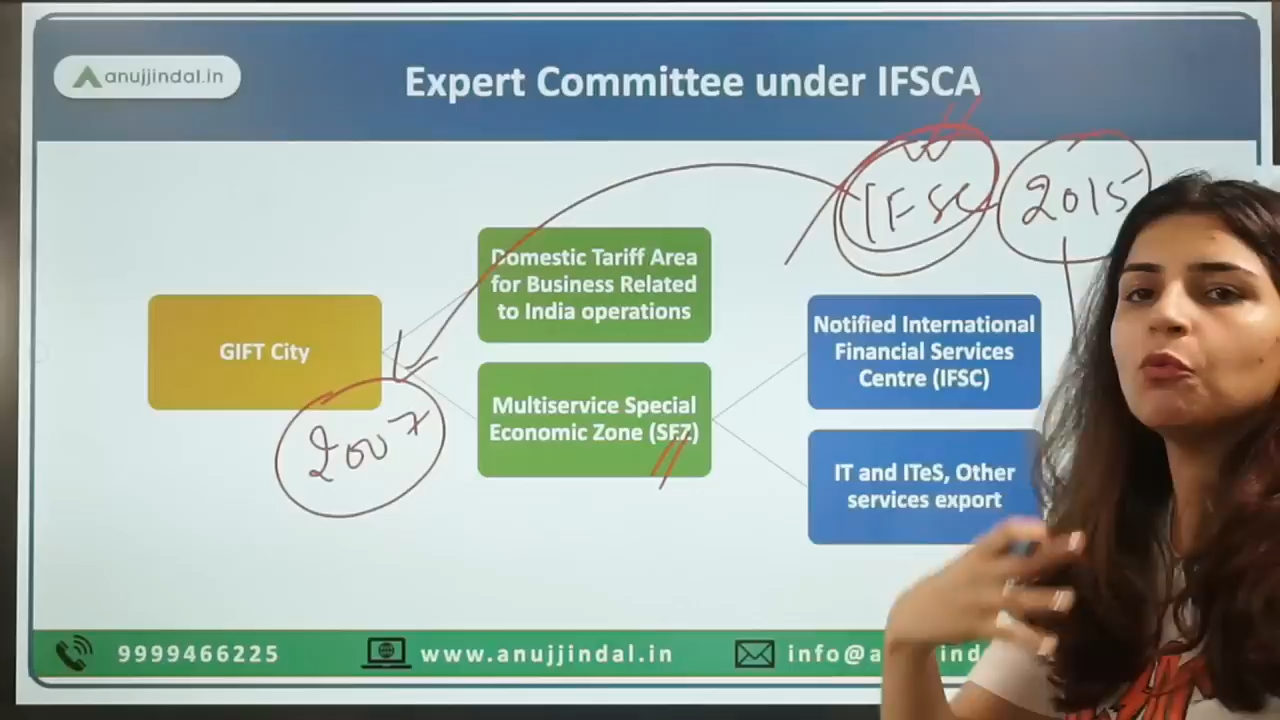 anujjindal.in
Expert Committee under IFSCA
IFSC
2015
Domestic Tariff Area
for Business Related
to India operations
GIFT City
2007
Multiservice Special
Economic Zone (SEZ)
Notified International
Financial Services
Centre (IFSC)
IT and ITeS, Other
services export
9999466225
www.anujjindal.in
info@a